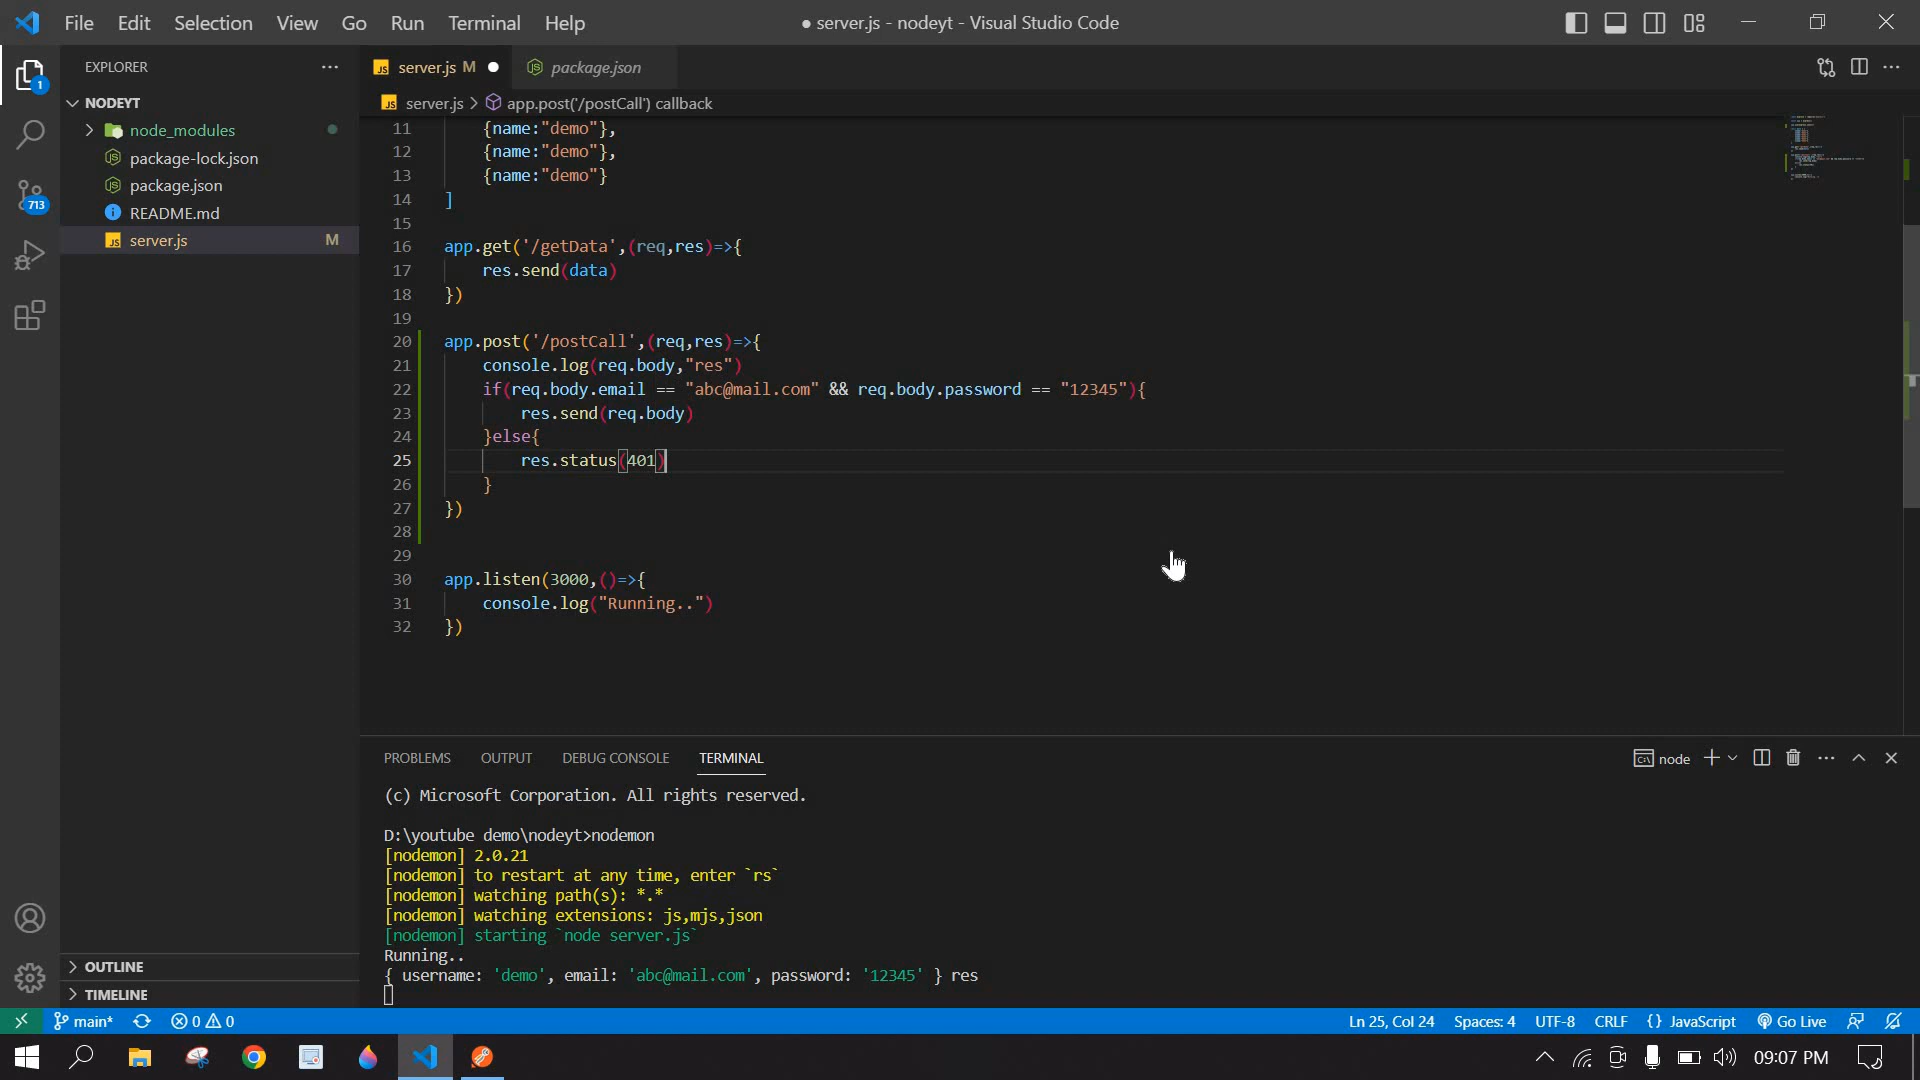 File Edit Selection View Go Run Terminal Help
● server.js - nodeyt - Visual Studio Code
EXPLORER
NODEYT
node_modules
package-lock.json
package.json
README.md
server.js M
OUTLINE
TIMELINE
1
713
server.js M ●
package.json
server.js > app.post('/postCall') callback
11 {name:"demo"},
12 {name:"demo"},
13 {name:"demo"}
14 ]
15
16 app.get('/getData',(req,res)=>{
17 res.send(data)
18 })
19
20 app.post('/postCall',(req,res)=>{
21 console.log(req.body,"res")
22 if(req.body.email == "abc@mail.com" && req.body.password == "12345"){
23 res.send(req.body)
24 }else{
25 res.status(401)
26 }
27 })
28
29
30 app.listen(3000,()=>{
31 console.log("Running..")
32 })
PROBLEMS OUTPUT DEBUG CONSOLE TERMINAL
node
(c) Microsoft Corporation. All rights reserved.
D:\youtube demo\nodeyt>nodemon
[nodemon] 2.0.21
[nodemon] to restart at any time, enter `rs`
[nodemon] watching path(s): *.*
[nodemon] watching extensions: js,mjs,json
[nodemon] starting `node server.js`
Running..
{ username: 'demo', email: 'abc@mail.com', password: '12345' } res
main* 0 0
Ln 25, Col 24 Spaces: 4 UTF-8 CRLF {} JavaScript Go Live
09:07 PM